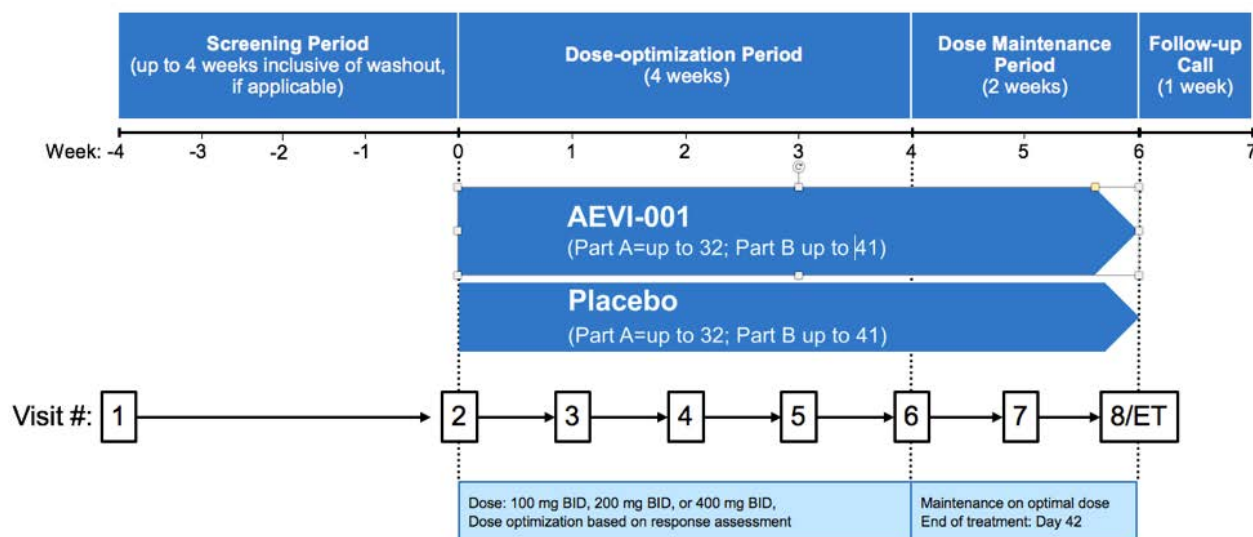 Screening Period
(up to 4 weeks inclusive of washout,
if applicable)
Dose-optimization Period
(4 weeks)
Dose Maintenance
Period
(2 weeks)
Follow-up
Call
(1 week)
Week: -4 -3 -2 -1 0 1 2 3 4 5 6 7
AEVI-001
(Part A=up to 32; Part B up to 41)
Placebo
(Part A=up to 32; Part B up to 41)
Visit #: 1 2 3 4 5 6 7 8/ET
Dose: 100 mg BID, 200 mg BID, or 400 mg BID,
Dose optimization based on response assessment
Maintenance on optimal dose
End of treatment: Day 42